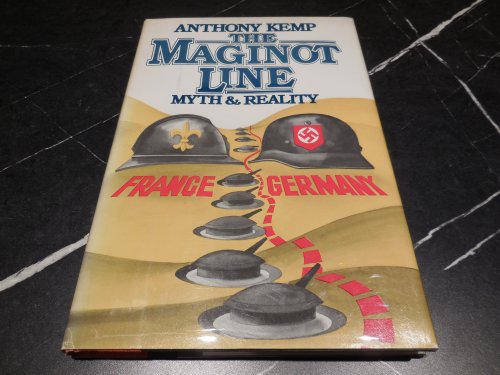 ANTHONY KEMP
THE
MAGINOT
LINE
MYTH & REALITY
FRANCE GERMANY